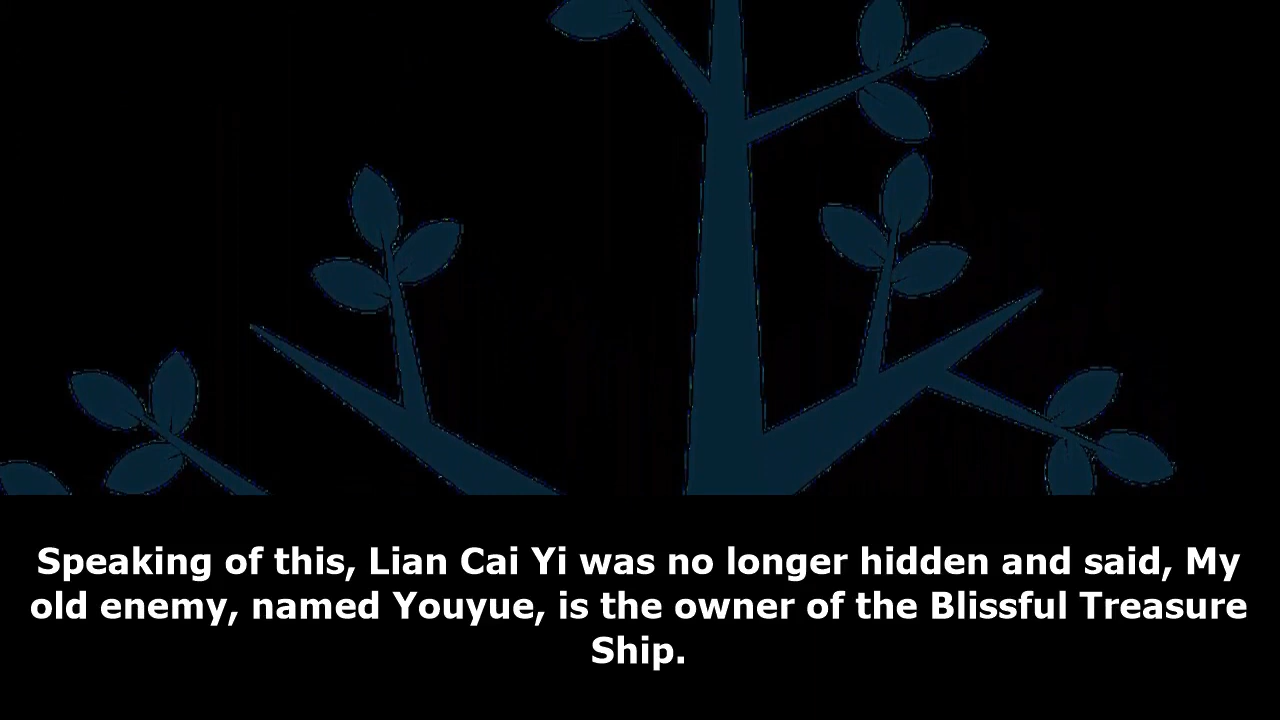 Speaking of this, Lian Cai Yi was no longer hidden and said, My
old enemy, named Youyue, is the owner of the Blissful Treasure
Ship.